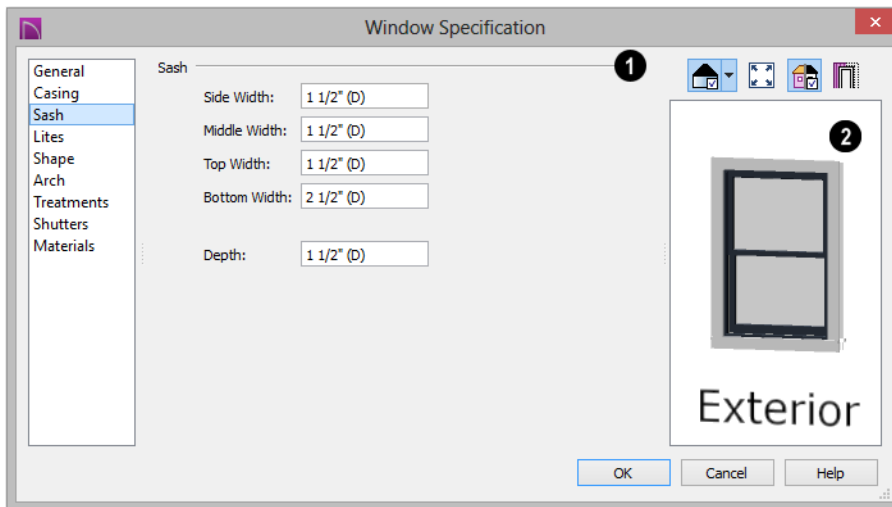 Window Specification
General
Casing
Sash
Lites
Shape
Arch
Treatments
Shutters
Materials
Sash
1
Side Width: 1 1/2" (D)
Middle Width: 1 1/2" (D)
Top Width: 1 1/2" (D)
Bottom Width: 2 1/2" (D)
Depth: 1 1/2" (D)
2
Exterior
OK Cancel Help